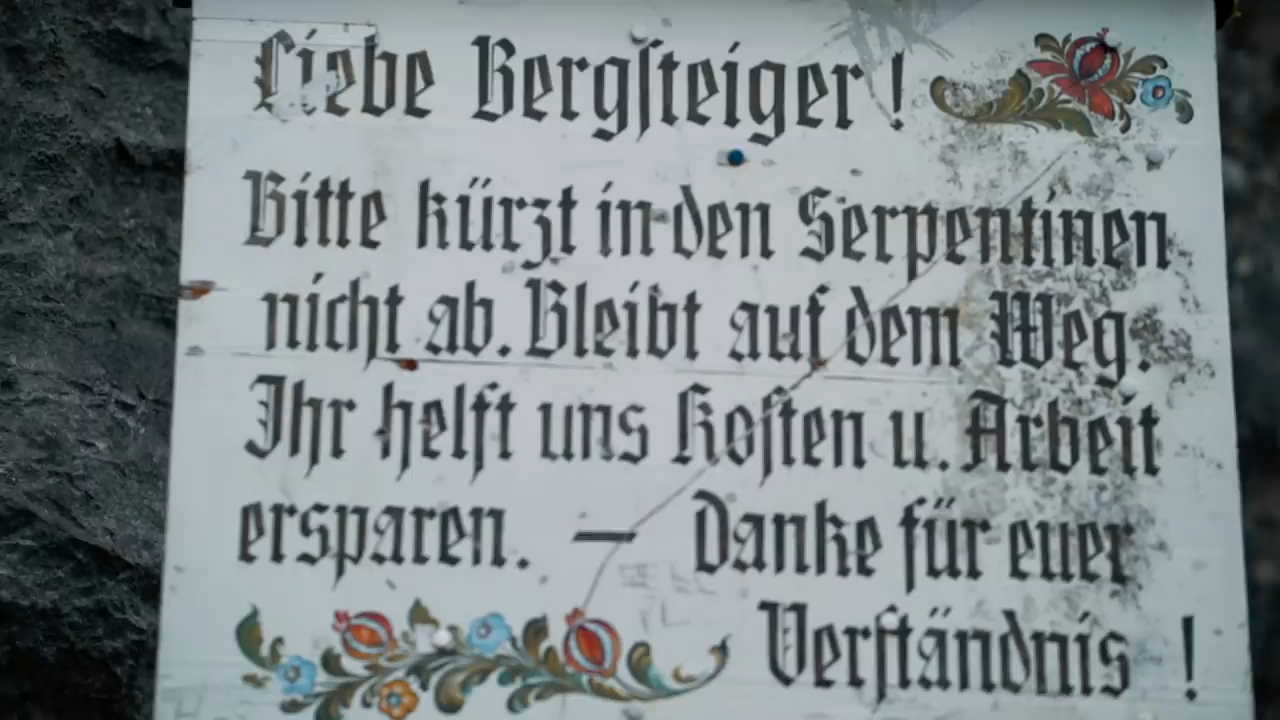 Liebe Bergſteiger!
Bitte kürzt in den Serpentinen
nicht ab. Bleibt auf dem Weg.
Ihr helft uns Koſten u. Arbeit
ersparen. — Danke für euer
Verſtändnis!